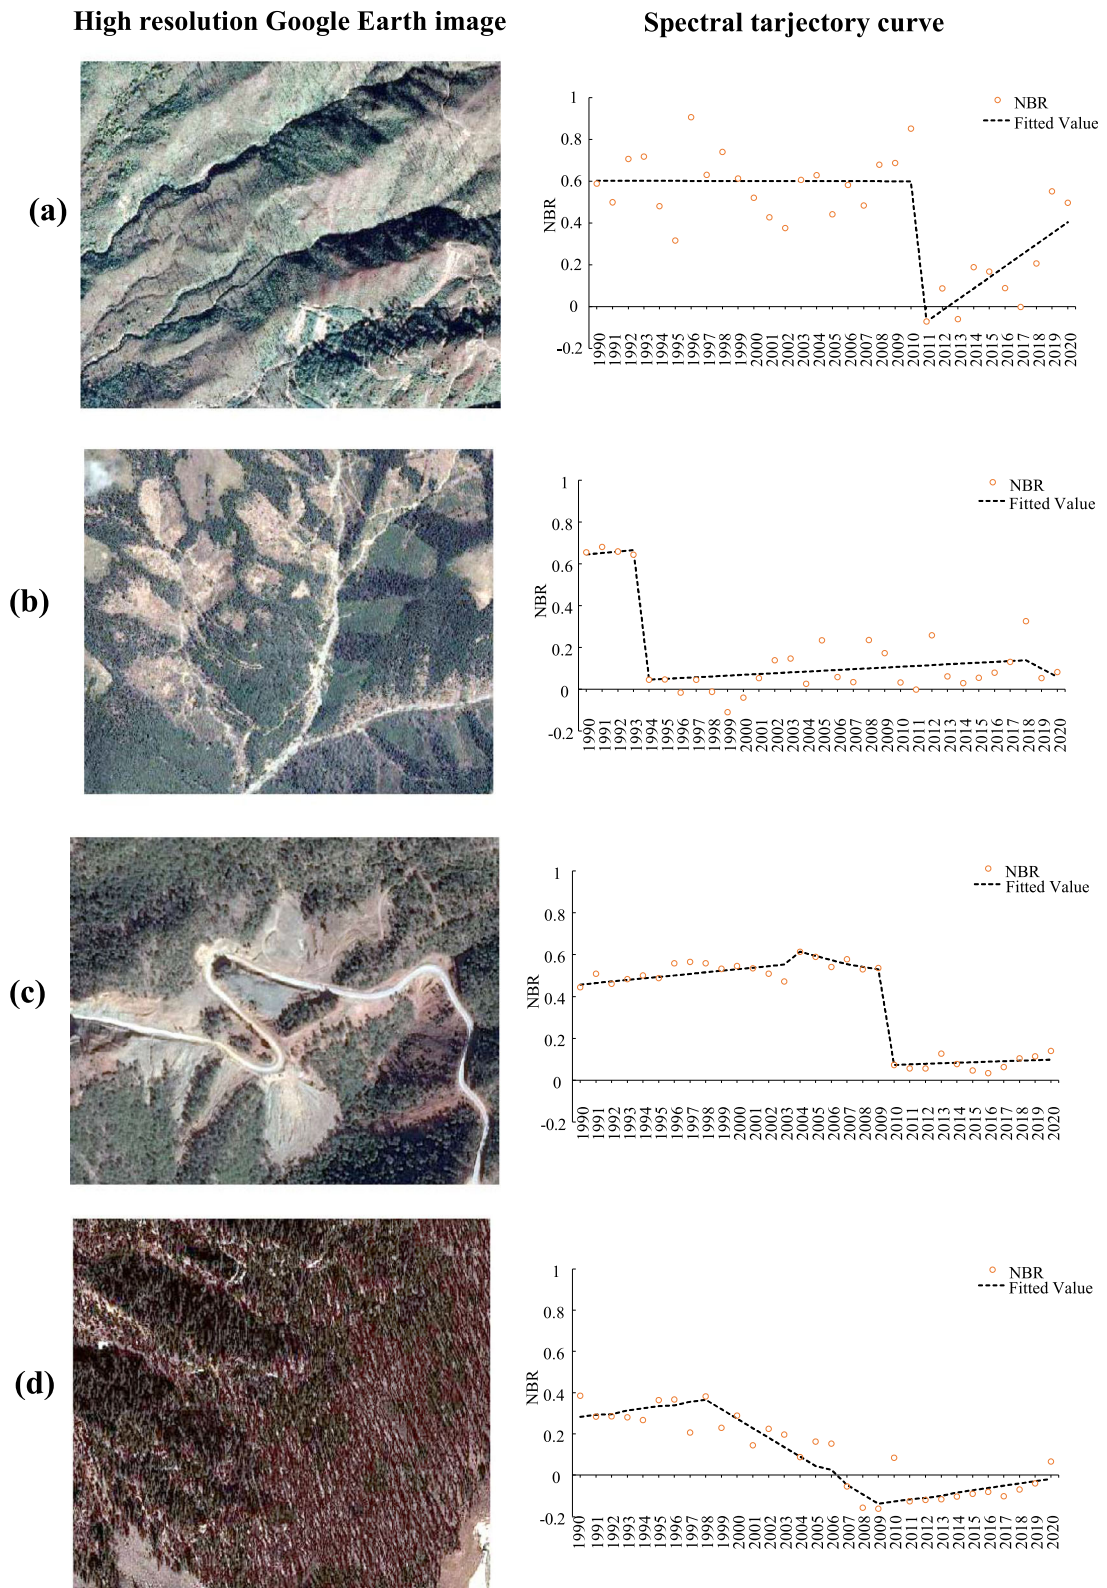 High resolution Google Earth image
Spectral tarjectory curve
(a)
NBR
1
0.8
0.6
0.4
0.2
0
-0.2
NBR
Fitted Value
1990 1991 1992 1993 1994 1995 1996 1997 1998 1999 2000 2001 2002 2003 2004 2005 2006 2007 2008 2009 2010 2011 2012 2013 2014 2015 2016 2017 2018 2019 2020
(b)
NBR
1
0.8
0.6
0.4
0.2
0
-0.2
NBR
Fitted Value
1990 1991 1992 1993 1994 1995 1996 1997 1998 1999 2000 2001 2002 2003 2004 2005 2006 2007 2008 2009 2010 2011 2012 2013 2014 2015 2016 2017 2018 2019 2020
(c)
NBR
1
0.8
0.6
0.4
0.2
0
-0.2
NBR
Fitted Value
1990 1991 1992 1993 1994 1995 1996 1997 1998 1999 2000 2001 2002 2003 2004 2005 2006 2007 2008 2009 2010 2011 2012 2013 2014 2015 2016 2017 2018 2019 2020
(d)
NBR
1
0.8
0.6
0.4
0.2
0
-0.2
NBR
Fitted Value
1990 1991 1992 1993 1994 1995 1996 1997 1998 1999 2000 2001 2002 2003 2004 2005 2006 2007 2008 2009 2010 2011 2012 2013 2014 2015 2016 2017 2018 2019 2020